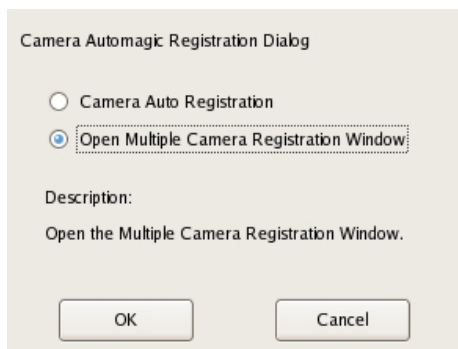 Camera Automagic Registration Dialog
Camera Auto Registration
Open Multiple Camera Registration Window
Description:
Open the Multiple Camera Registration Window.
OK
Cancel